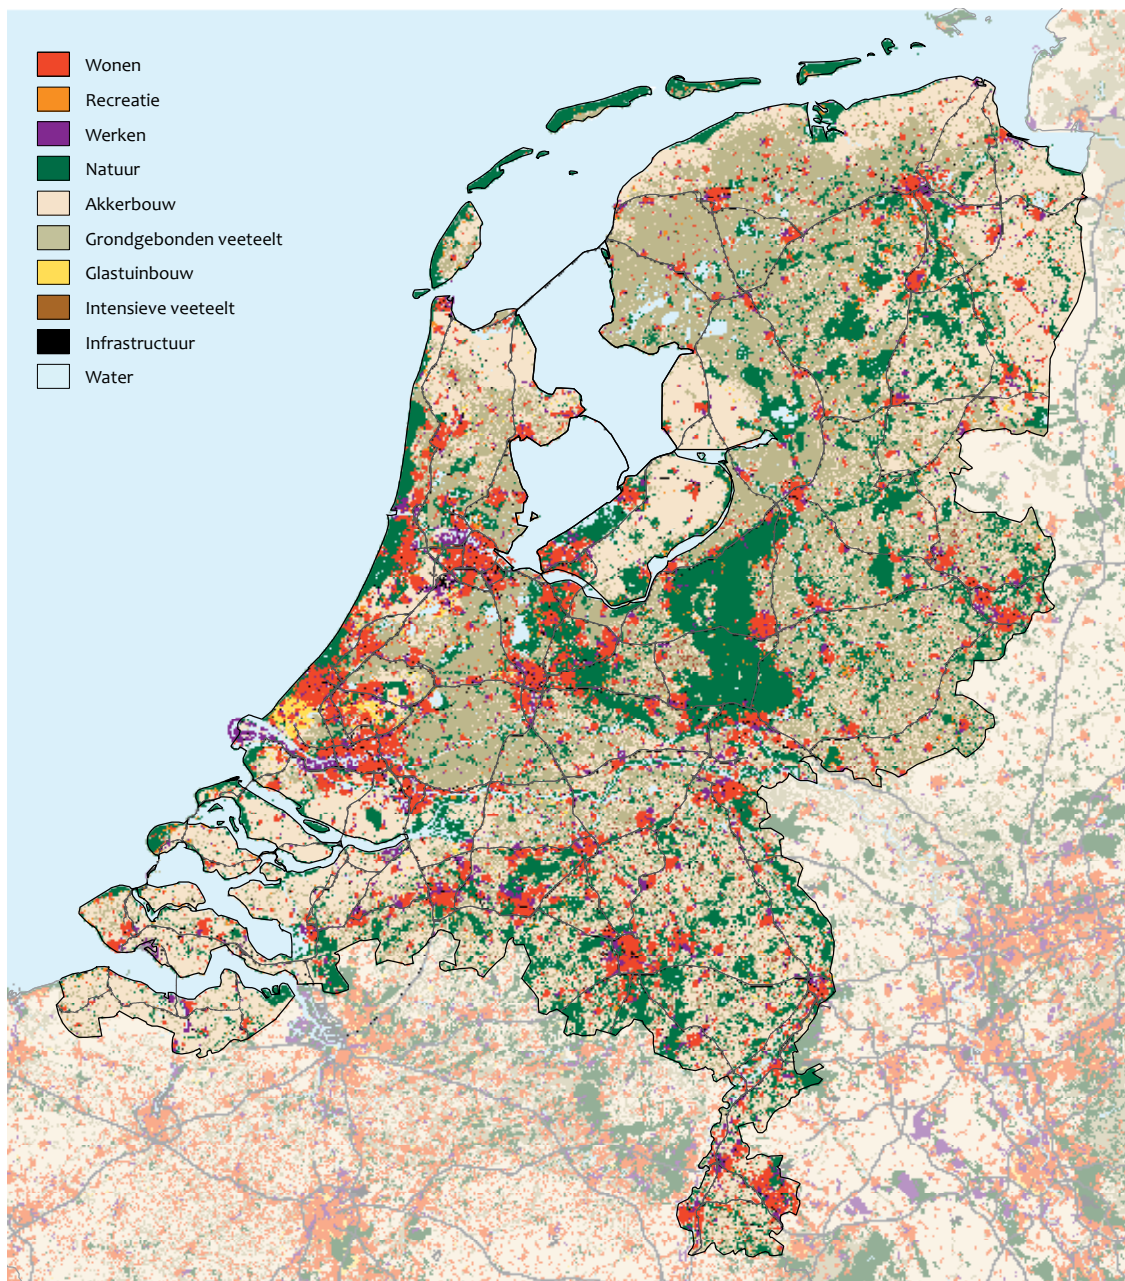 Wonen
Recreatie
Werken
Natuur
Akkerbouw
Grondgebonden veeteelt
Glastuinbouw
Intensieve veeteelt
Infrastructuur
Water